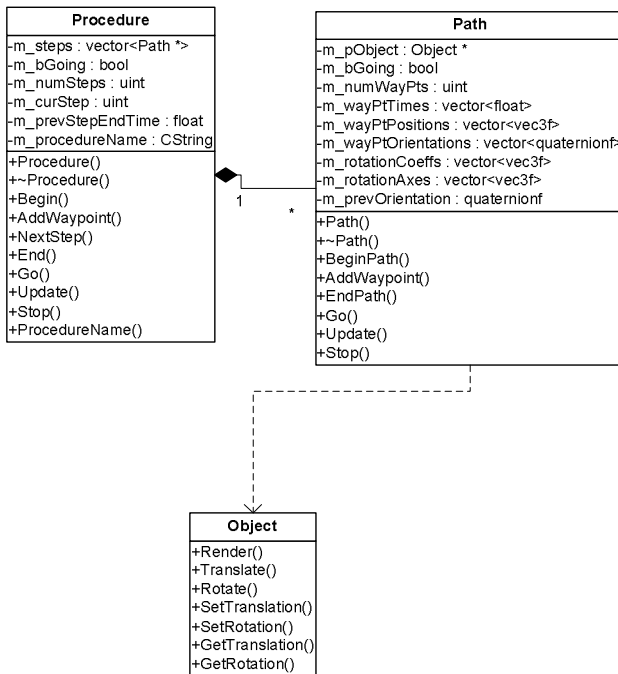 Procedure
-m_steps : vector<Path *>
-m_bGoing : bool
-m_numSteps : uint
-m_curStep : uint
-m_prevStepEndTime : float
-m_procedureName : CString
+Procedure()
+~Procedure()
+Begin()
+AddWaypoint()
+NextStep()
+End()
+Go()
+Update()
+Stop()
+ProcedureName()
1
*
Path
-m_pObject : Object *
-m_bGoing : bool
-m_numWayPts : uint
-m_wayPtTimes : vector<float>
-m_wayPtPositions : vector<vec3f>
-m_wayPtOrientations : vector<quaternionf>
-m_rotationCoeffs : vector<vec3f>
-m_rotationAxes : vector<vec3f>
-m_prevOrientation : quaternionf
+Path()
+~Path()
+BeginPath()
+AddWaypoint()
+EndPath()
+Go()
+Update()
+Stop()
Object
+Render()
+Translate()
+Rotate()
+SetTranslation()
+SetRotation()
+GetTranslation()
+GetRotation()